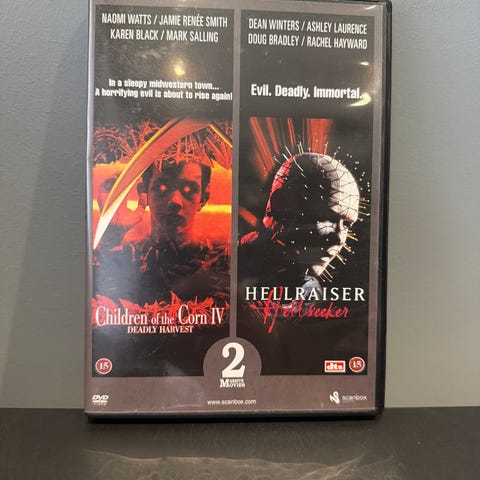 NAOMI WATTS / JAMIE RENÉE SMITH
KAREN BLACK / MARK SALLING
In a sleepy midwestern town...
A horrifying evil is about to rise again!
Children of the Corn IV
DEADLY HARVEST
15
DEAN WINTERS / ASHLEY LAURENCE
DOUG BRADLEY / RACHEL HAYWARD
Evil. Deadly. Immortal.
HELLRAISER
Hellseeker
dts
15
2
MASSIVE
MOVIES
DVD
VIDEO
www.scanbox.com
scanbox